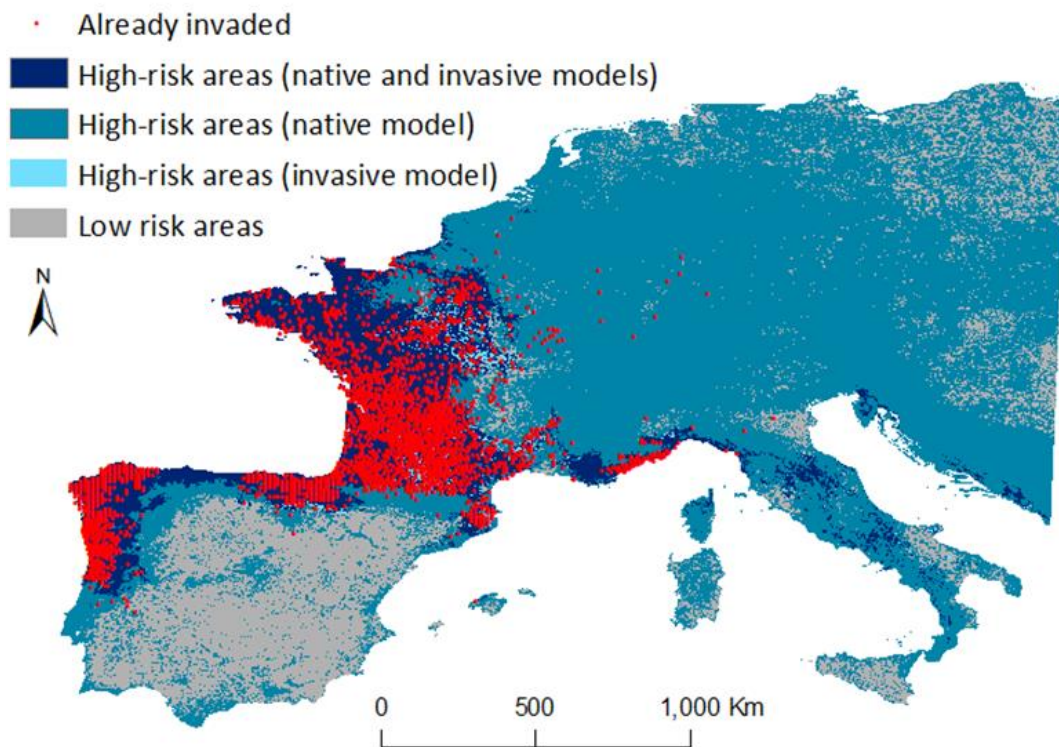 Already invaded
High-risk areas (native and invasive models)
High-risk areas (native model)
High-risk areas (invasive model)
Low risk areas
N
0 500 1,000 Km